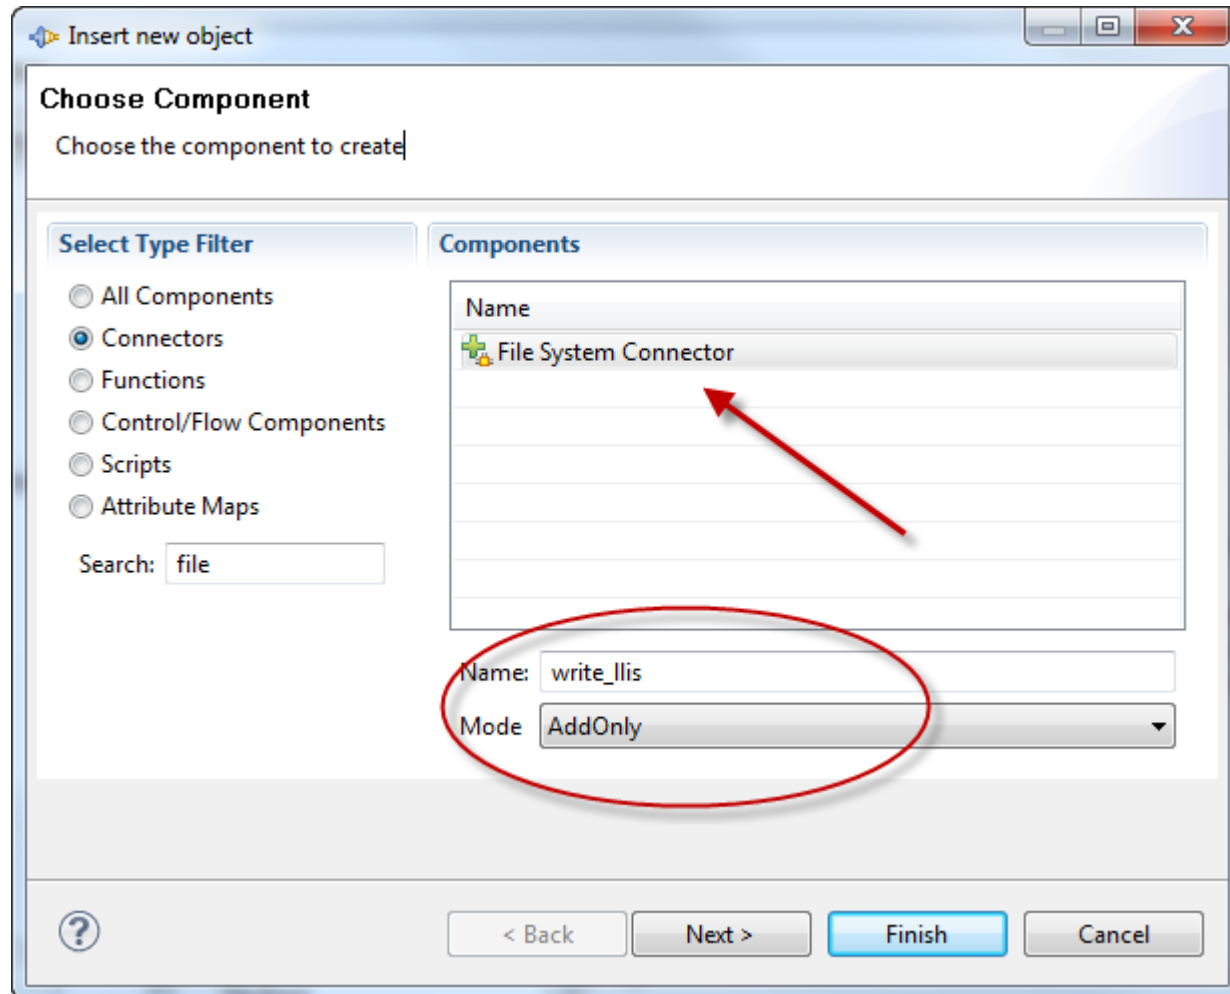 Insert new object
Choose Component
Choose the component to create
Select Type Filter
All Components
Connectors
Functions
Control/Flow Components
Scripts
Attribute Maps
Search: file
Components
Name
File System Connector
Name: write_llis
Mode AddOnly
< Back Next > Finish Cancel